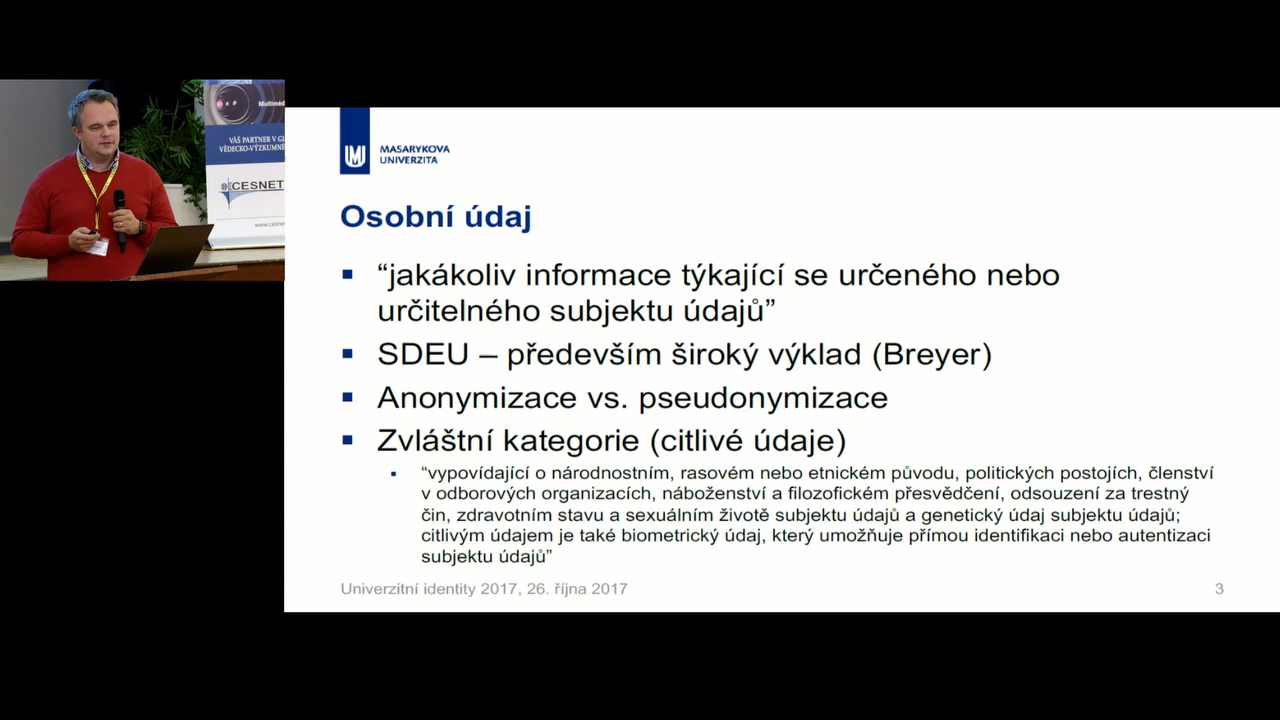 Multiméd
VÁŠ PARTNER V GL
VĚDECKO-VÝZKUMNÉ
CESNET
www.cesne
MASARYKOVA
UNIVERZITA
Osobní údaj
“jakákoliv informace týkající se určeného nebo
určitelného subjektu údajů”
SDEU – především široký výklad (Breyer)
Anonymizace vs. pseudonymizace
Zvláštní kategorie (citlivé údaje)
“vypovídající o národnostním, rasovém nebo etnickém původu, politických postojích, členství
v odborových organizacích, náboženství a filozofickém přesvědčení, odsouzení za trestný
čin, zdravotním stavu a sexuálním životě subjektu údajů a genetický údaj subjektu údajů;
citlivým údajem je také biometrický údaj, který umožňuje přímou identifikaci nebo autentizaci
subjektu údajů”
Univerzitní identity 2017, 26. října 2017
3